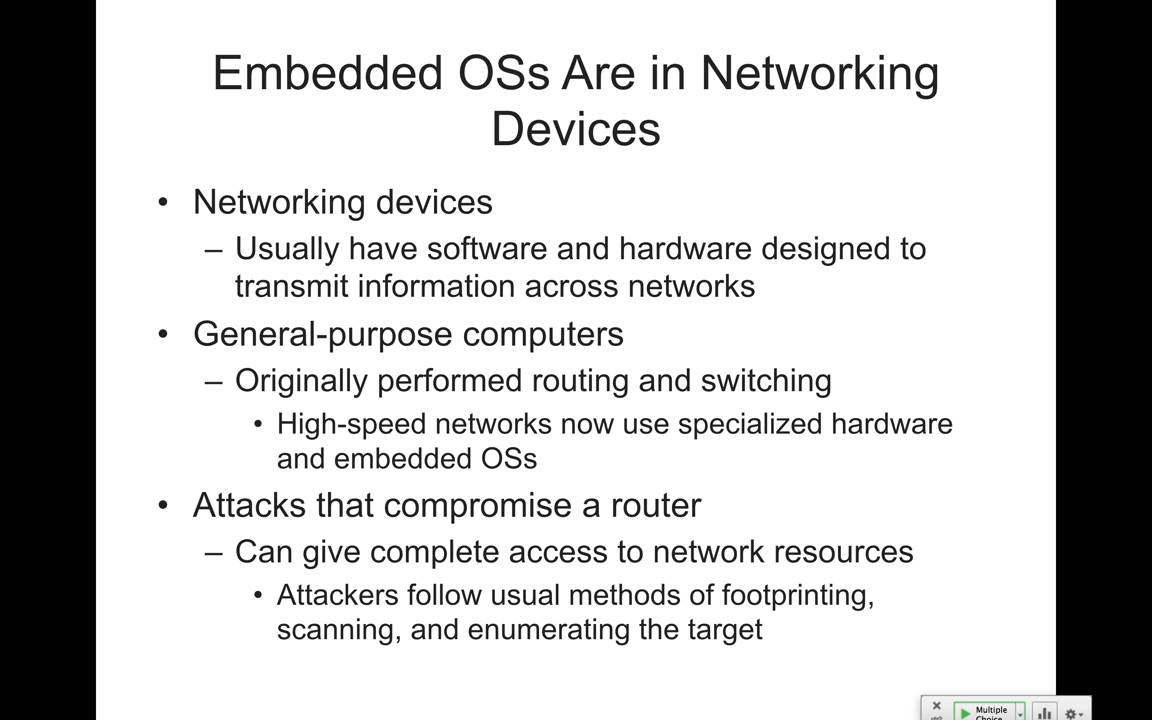 Embedded OSs Are in Networking
Devices
• Networking devices
– Usually have software and hardware designed to
transmit information across networks
• General-purpose computers
– Originally performed routing and switching
• High-speed networks now use specialized hardware
and embedded OSs
• Attacks that compromise a router
– Can give complete access to network resources
• Attackers follow usual methods of footprinting,
scanning, and enumerating the target
Multiple
Choice